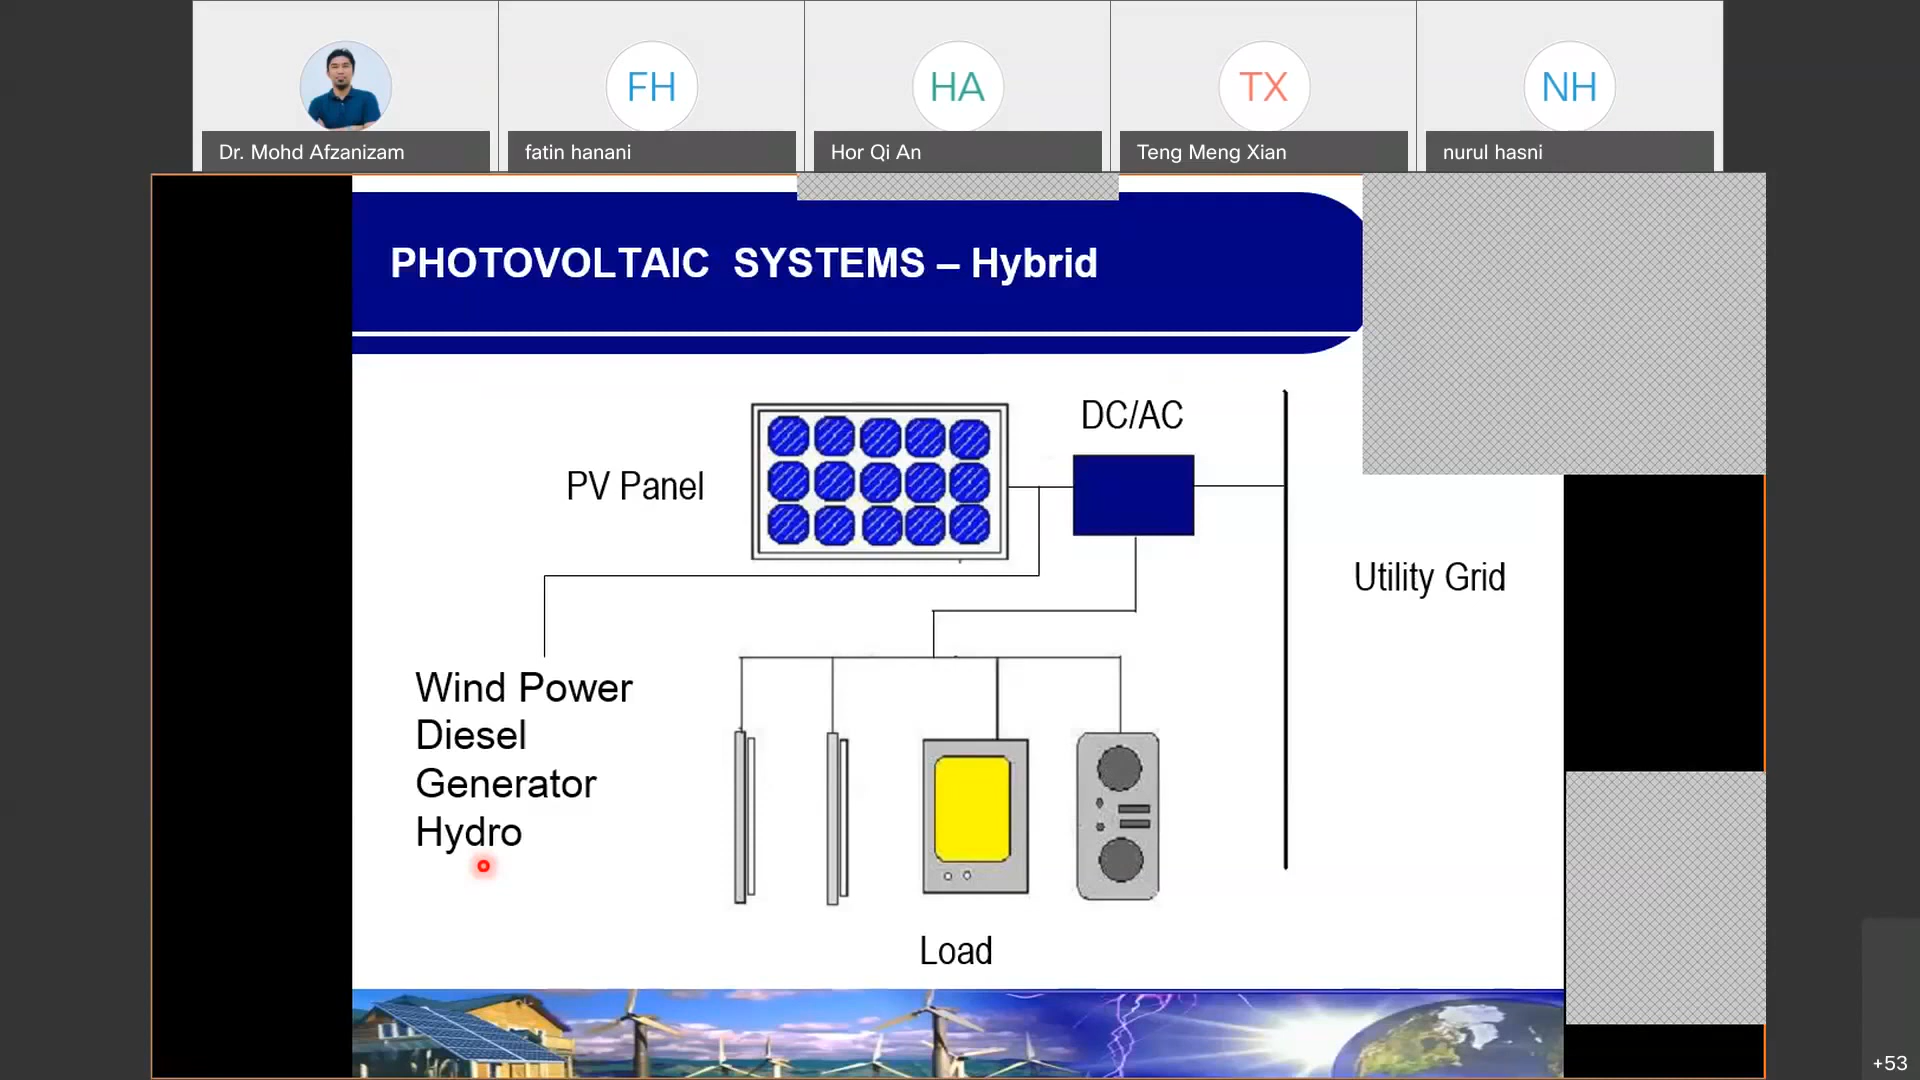 FH
HA
TX
NH
Dr. Mohd Afzanizam
fatin hanani
Hor Qi An
Teng Meng Xian
nurul hasni
PHOTOVOLTAIC SYSTEMS – Hybrid
DC/AC
PV Panel
Utility Grid
Wind Power
Diesel
Generator
Hydro
Load
+53